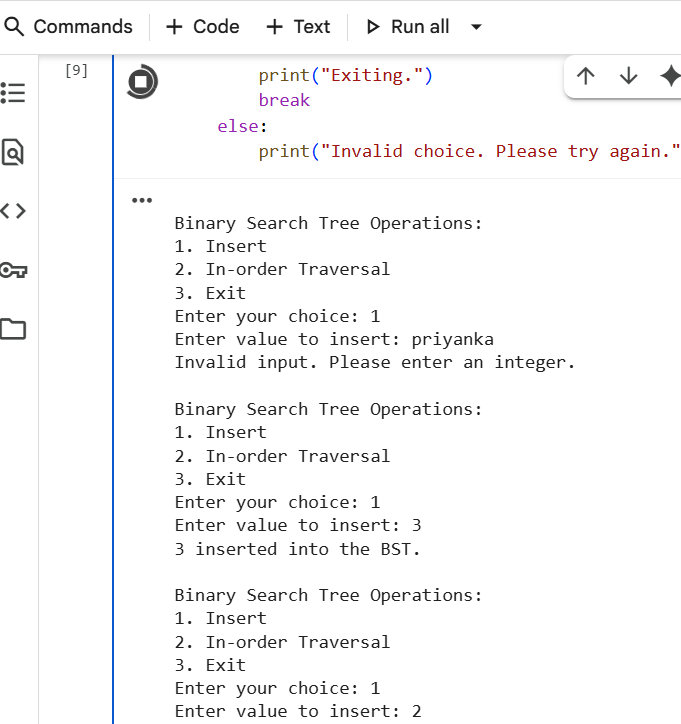 Commands + Code + Text Run all
[9]
print("Exiting.")
break
else:
print("Invalid choice. Please try again."
Binary Search Tree Operations:
1. Insert
2. In-order Traversal
3. Exit
Enter your choice: 1
Enter value to insert: priyanka
Invalid input. Please enter an integer.
Binary Search Tree Operations:
1. Insert
2. In-order Traversal
3. Exit
Enter your choice: 1
Enter value to insert: 3
3 inserted into the BST.
Binary Search Tree Operations:
1. Insert
2. In-order Traversal
3. Exit
Enter your choice: 1
Enter value to insert: 2